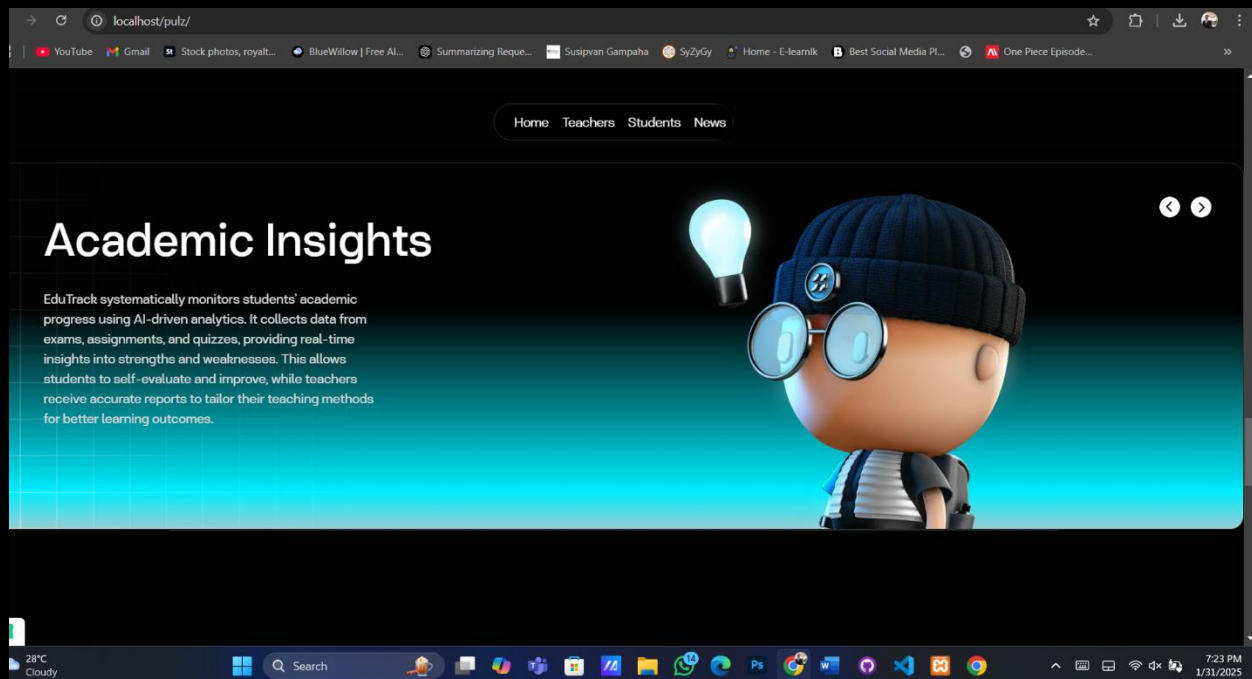 localhost/pulz/
YouTube Gmail Stock photos, royalt... BlueWillow | Free AI... Summarizing Reque... Susipvan Gampaha SyZyGy Home - E-learnlk Best Social Media Pl... One Piece Episode...
Home Teachers Students News
Academic Insights
EduTrack systematically monitors students' academic
progress using AI-driven analytics. It collects data from
exams, assignments, and quizzes, providing real-time
insights into strengths and weaknesses. This allows
students to self-evaluate and improve, while teachers
receive accurate reports to tailor their teaching methods
for better learning outcomes.
28°C
Cloudy
Search
14
Ps
7:23 PM
1/31/2025